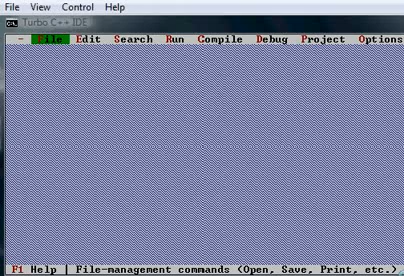 File View Control Help
Turbo C++ IDE
- File Edit Search Run Compile Debug Project Options
F1 Help | File-management commands (Open, Save, Print, etc.)